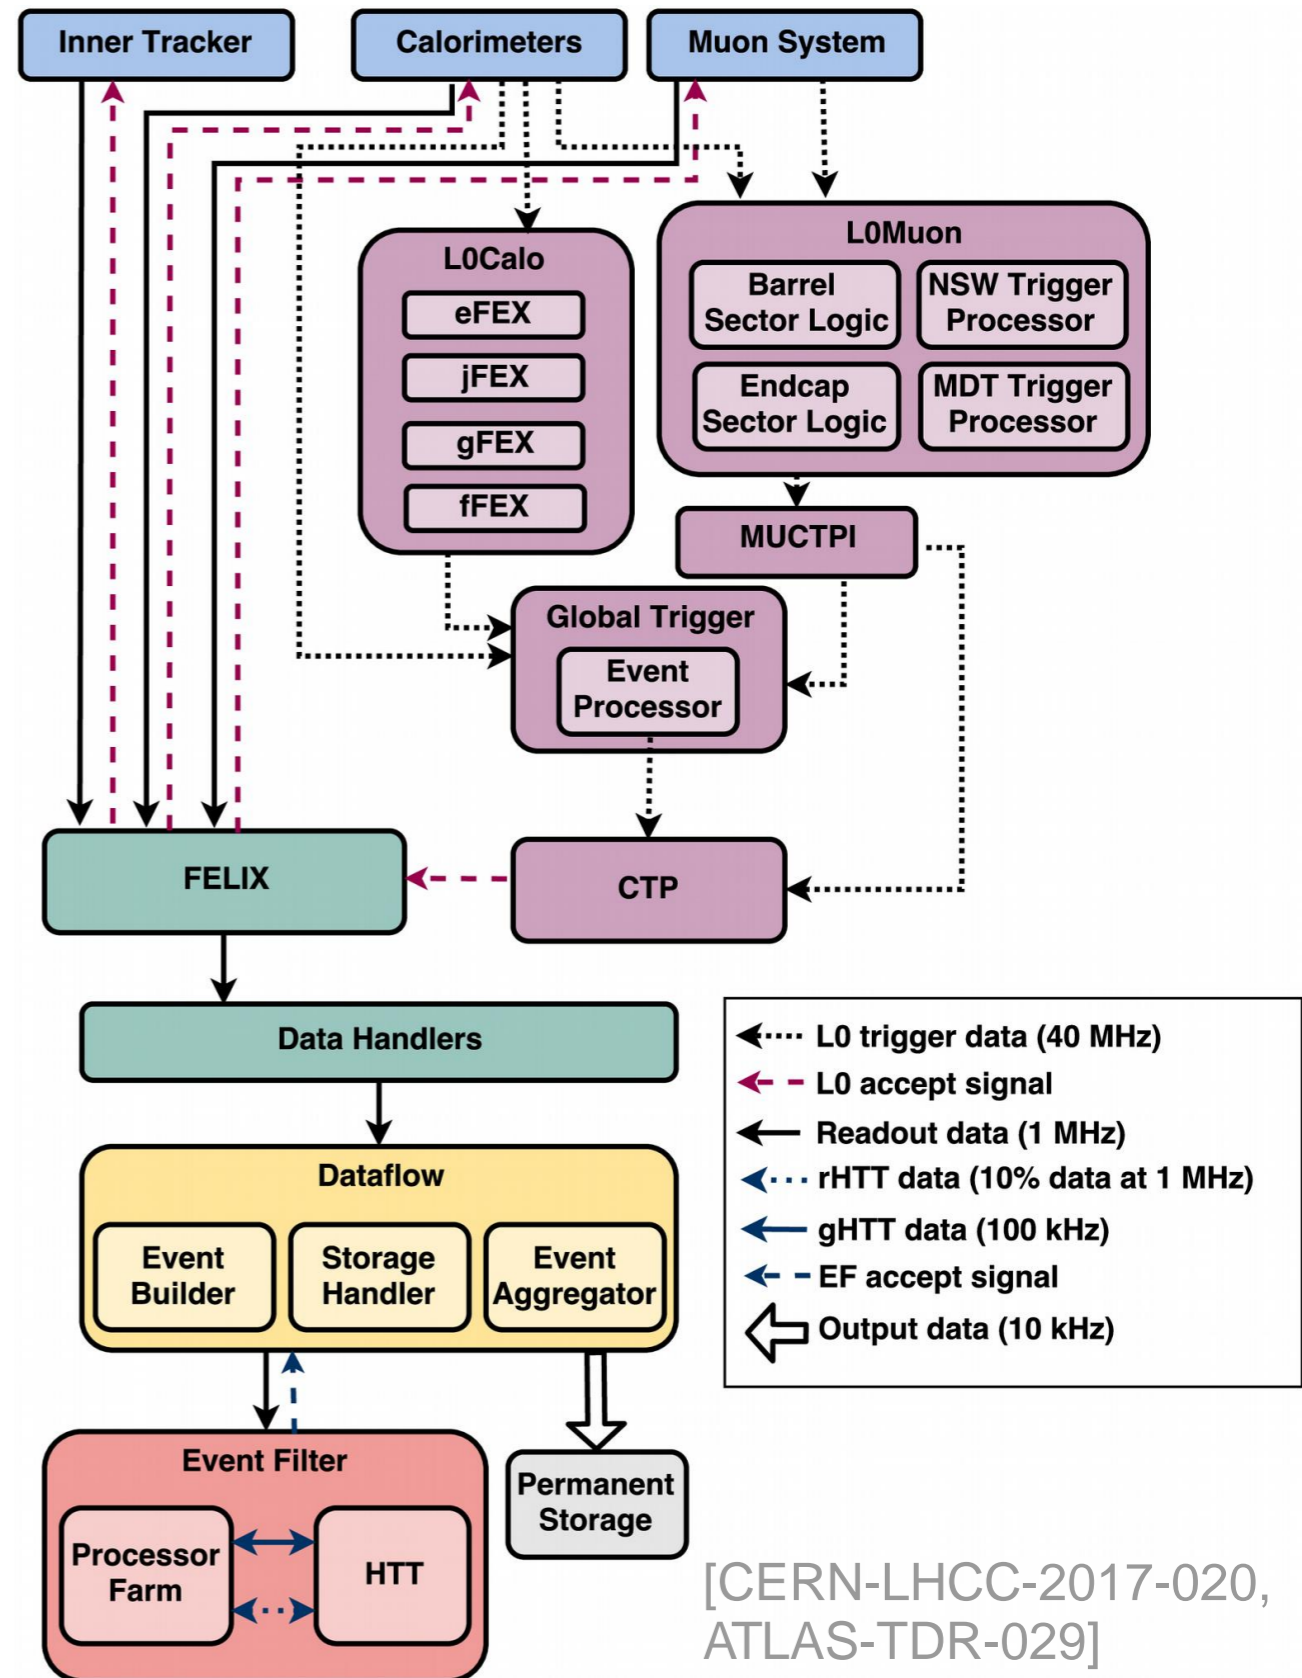 Inner Tracker
Calorimeters
Muon System
L0Calo
eFEX
jFEX
gFEX
fFEX
L0Muon
Barrel
Sector Logic
NSW Trigger
Processor
Endcap
Sector Logic
MDT Trigger
Processor
MUCTPI
Global Trigger
Event
Processor
FELIX
CTP
Data Handlers
Dataflow
Event
Builder
Storage
Handler
Event
Aggregator
L0 trigger data (40 MHz)
L0 accept signal
Readout data (1 MHz)
rHTT data (10% data at 1 MHz)
gHTT data (100 kHz)
EF accept signal
Output data (10 kHz)
Event Filter
Processor
Farm
HTT
Permanent
Storage
[CERN-LHCC-2017-020,
ATLAS-TDR-029]